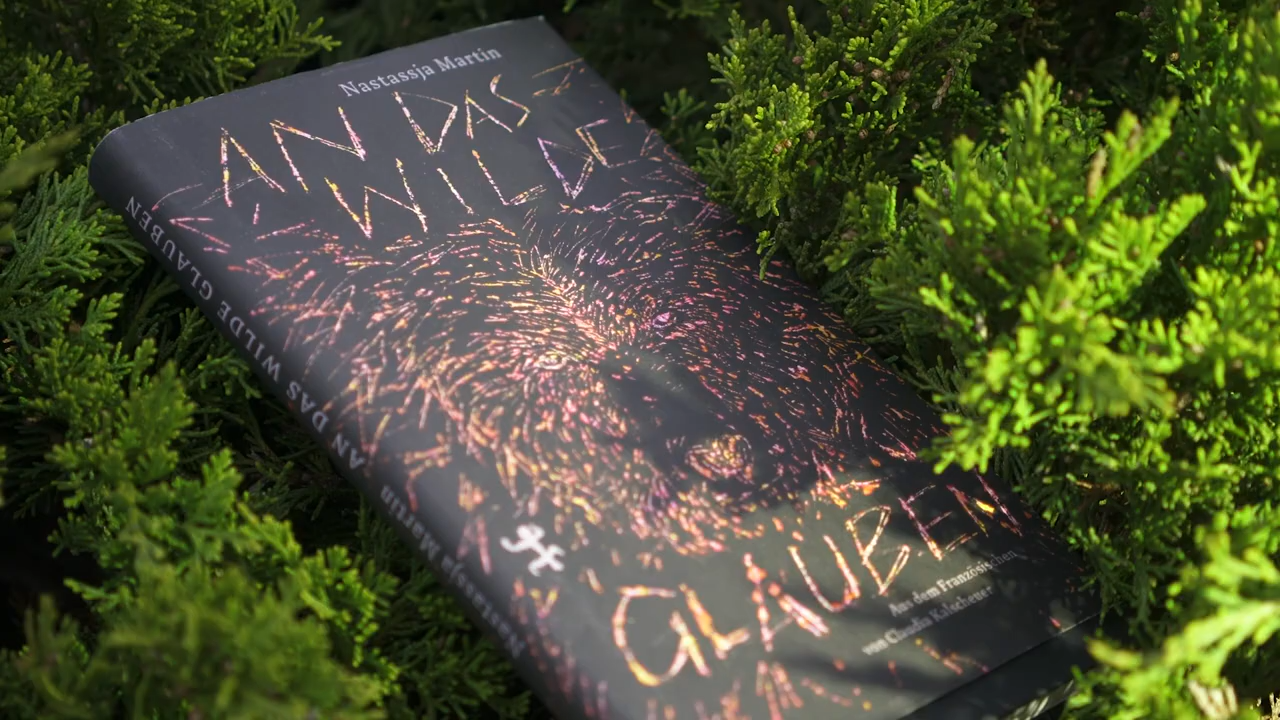 Nastassja Martin
AN DAS
WILDE
GLAUBEN
Aus dem Französischen
von Claudia Kalscheuer
AN DAS WILDE GLAUBEN
Nastassja Martin